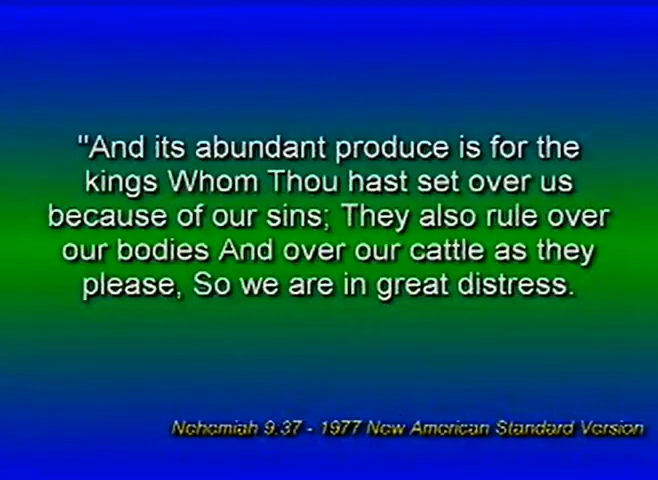 "And its abundant produce is for the
kings Whom Thou hast set over us
because of our sins; They also rule over
our bodies And over our cattle as they
please, So we are in great distress.
Nehemiah 9.37 - 1977 New American Standard Version